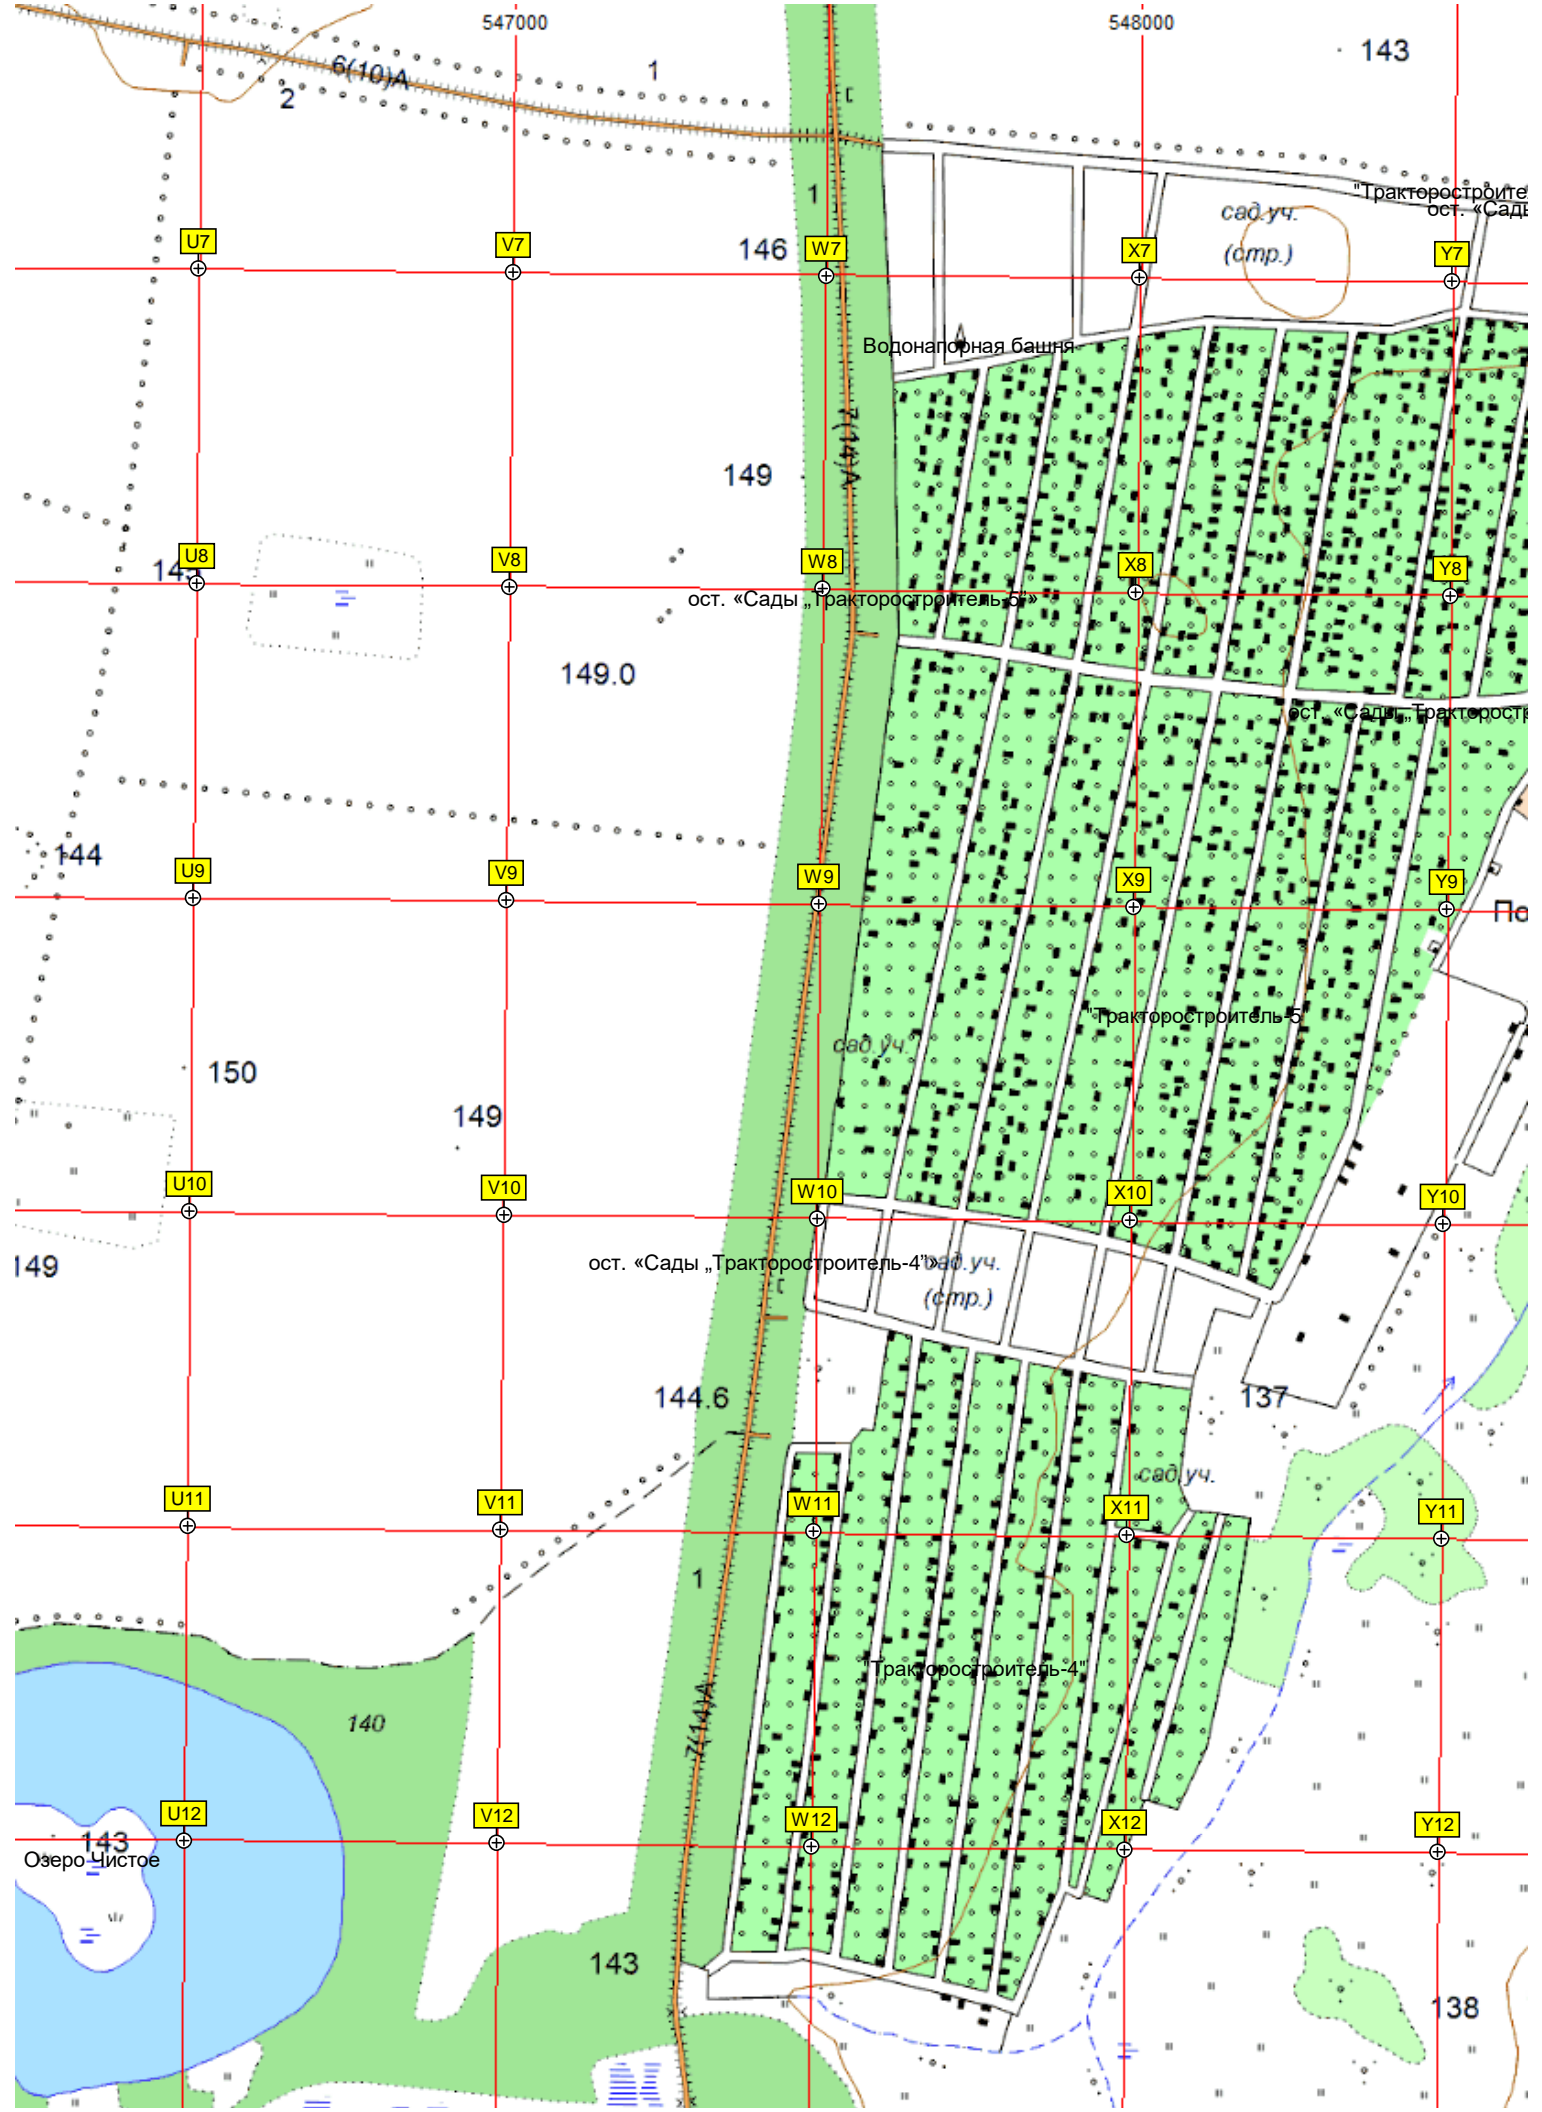 547000
548000
143
6(10)А
1
2
"Тракторострои­те
сад.уч.
ост. «Сады
1
(стр.)
146
U7
V7
W7
X7
Y7
Водонапорная башня
7(14)А
149
U8
V8
W8
X8
Y8
ост. «Сады „Тракторостроитель-5”»
149.0
ост. «Сады „Тракторостр
144
U9
V9
W9
X9
Y9
По
"Тракторостроитель-5"
сад.уч.
150
149
U10
V10
W10
X10
Y10
149
ост. «Сады „Тракторостроитель-4”»
сад.уч.
(стр.)
144.6
137
сад.уч.
U11
V11
W11
X11
Y11
1
"Тракторостроитель-4"
7(14)А
140
U12
V12
W12
X12
Y12
143
Озеро Чистое
143
138